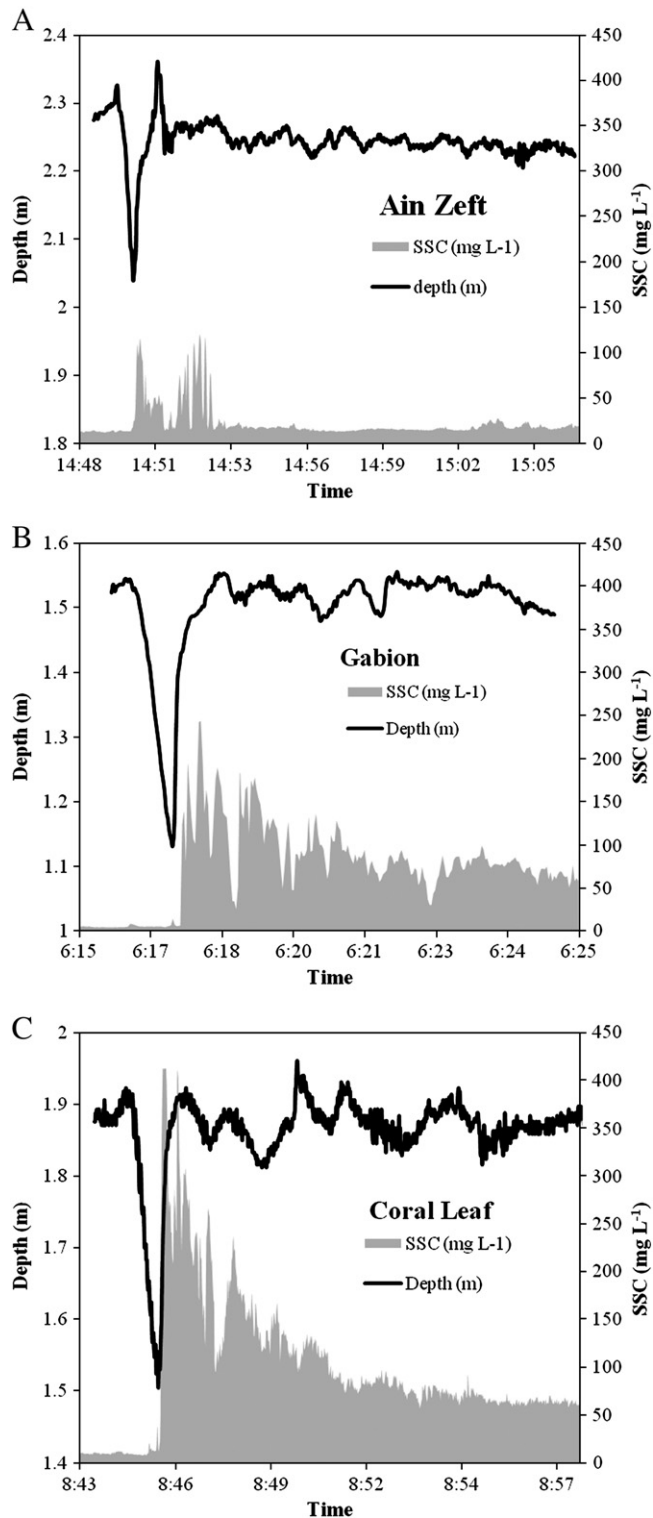 A
2.4
2.3
2.2
2.1
2
1.9
1.8
Depth (m)
450
400
350
300
250
200
150
100
50
0
SSC (mg L-1)
Ain Zeft
SSC (mg L-1)
depth (m)
14:48 14:51 14:53 14:56 14:59 15:02 15:05
Time
B
1.6
1.5
1.4
1.3
1.2
1.1
1
Depth (m)
450
400
350
300
250
200
150
100
50
0
SSC (mg L-1)
Gabion
SSC (mg L-1)
Depth (m)
6:15 6:17 6:18 6:20 6:21 6:23 6:24 6:25
Time
C
2
1.9
1.8
1.7
1.6
1.5
1.4
Depth (m)
450
400
350
300
250
200
150
100
50
0
SSC (mg L-1)
Coral Leaf
SSC (mg L-1)
Depth (m)
8:43 8:46 8:49 8:52 8:54 8:57
Time